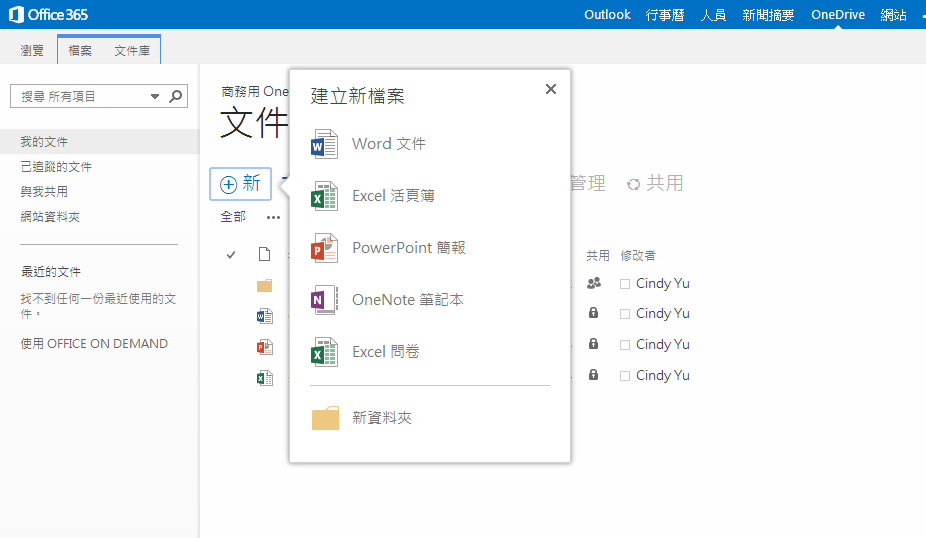 Office 365
Outlook 行事曆 人員 新聞摘要 OneDrive 網站
瀏覽 檔案 文件庫
搜尋 所有項目
我的文件
已追蹤的文件
與我共用
網站資料夾
最近的文件
找不到任何一份最近使用的文
件。
使用 OFFICE ON DEMAND
商務用 One
文件
新
管理 共用
全部 ...
建立新檔案
Word 文件
Excel 活頁簿
PowerPoint 簡報
OneNote 筆記本
Excel 問卷
新資料夾
共用 修改者
Cindy Yu
Cindy Yu
Cindy Yu
Cindy Yu